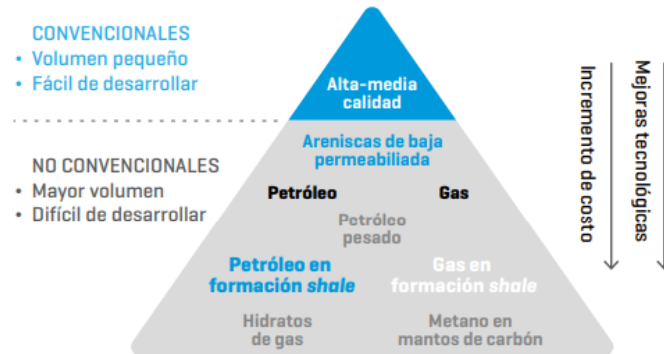 CONVENCIONALES
• Volumen pequeño
• Fácil de desarrollar
NO CONVENCIONALES
• Mayor volumen
• Difícil de desarrollar
Alta-media
calidad
Areniscas de baja
permeabiliada
Petróleo
Gas
Petróleo
pesado
Petróleo en
formación shale
Gas en
formación shale
Hidratos
de gas
Metano en
mantos de carbón
Incremento de costo
Mejoras tecnológicas